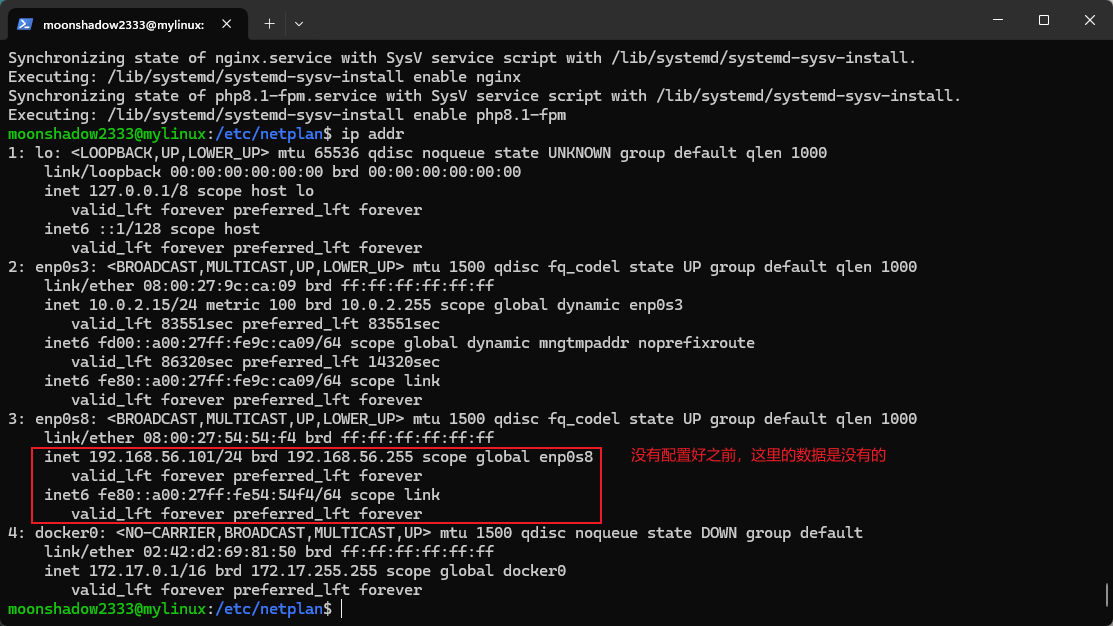 moonshadow2333@mylinux:
Synchronizing state of nginx.service with SysV service script with /lib/systemd/systemd-sysv-install.
Executing: /lib/systemd/systemd-sysv-install enable nginx
Synchronizing state of php8.1-fpm.service with SysV service script with /lib/systemd/systemd-sysv-install.
Executing: /lib/systemd/systemd-sysv-install enable php8.1-fpm
moonshadow2333@mylinux:/etc/netplan$ ip addr
1: lo: <LOOPBACK,UP,LOWER_UP> mtu 65536 qdisc noqueue state UNKNOWN group default qlen 1000
    link/loopback 00:00:00:00:00:00 brd 00:00:00:00:00:00
    inet 127.0.0.1/8 scope host lo
       valid_lft forever preferred_lft forever
    inet6 ::1/128 scope host
       valid_lft forever preferred_lft forever
2: enp0s3: <BROADCAST,MULTICAST,UP,LOWER_UP> mtu 1500 qdisc fq_codel state UP group default qlen 1000
    link/ether 08:00:27:9c:ca:09 brd ff:ff:ff:ff:ff:ff
    inet 10.0.2.15/24 metric 100 brd 10.0.2.255 scope global dynamic enp0s3
       valid_lft 83551sec preferred_lft 83551sec
    inet6 fd00::a00:27ff:fe9c:ca09/64 scope global dynamic mngtmpaddr noprefixroute
       valid_lft 86320sec preferred_lft 14320sec
    inet6 fe80::a00:27ff:fe9c:ca09/64 scope link
       valid_lft forever preferred_lft forever
3: enp0s8: <BROADCAST,MULTICAST,UP,LOWER_UP> mtu 1500 qdisc fq_codel state UP group default qlen 1000
    link/ether 08:00:27:54:54:f4 brd ff:ff:ff:ff:ff:ff
    inet 192.168.56.101/24 brd 192.168.56.255 scope global enp0s8 没有配置好之前，这里的数据是没有的
       valid_lft forever preferred_lft forever
    inet6 fe80::a00:27ff:fe54:54f4/64 scope link
       valid_lft forever preferred_lft forever
4: docker0: <NO-CARRIER,BROADCAST,MULTICAST,UP> mtu 1500 qdisc noqueue state DOWN group default
    link/ether 02:42:d2:69:81:50 brd ff:ff:ff:ff:ff:ff
    inet 172.17.0.1/16 brd 172.17.255.255 scope global docker0
       valid_lft forever preferred_lft forever
moonshadow2333@mylinux:/etc/netplan$